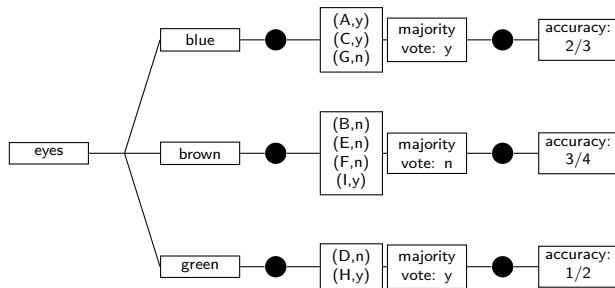 eyes
blue
(A,y)
(C,y)
(G,n)
majority
vote: y
accuracy:
2/3
brown
(B,n)
(E,n)
(F,n)
(I,y)
majority
vote: n
accuracy:
3/4
green
(D,n)
(H,y)
majority
vote: y
accuracy:
1/2